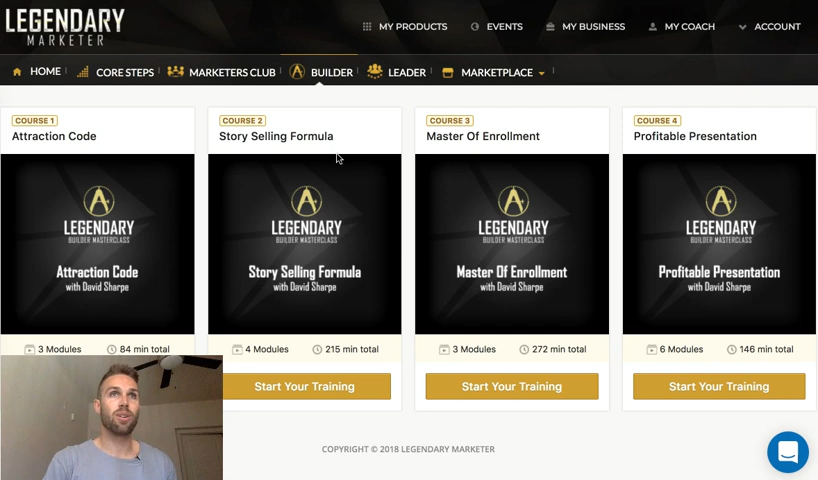 LEGENDARY
MARKETER
MY PRODUCTS
EVENTS
MY BUSINESS
MY COACH
ACCOUNT
HOME
CORE STEPS
MARKETERS CLUB
BUILDER
LEADER
MARKETPLACE
COURSE 1
Attraction Code
LEGENDARY
BUILDER MASTERCLASS
Attraction Code
with David Sharpe
3 Modules
84 min total
COURSE 2
Story Selling Formula
LEGENDARY
BUILDER MASTERCLASS
Story Selling Formula
with David Sharpe
4 Modules
215 min total
Start Your Training
COURSE 3
Master Of Enrollment
LEGENDARY
BUILDER MASTERCLASS
Master Of Enrollment
with David Sharpe
3 Modules
272 min total
Start Your Training
COURSE 4
Profitable Presentation
LEGENDARY
BUILDER MASTERCLASS
Profitable Presentation
with David Sharpe
6 Modules
146 min total
Start Your Training
COPYRIGHT © 2018 LEGENDARY MARKETER